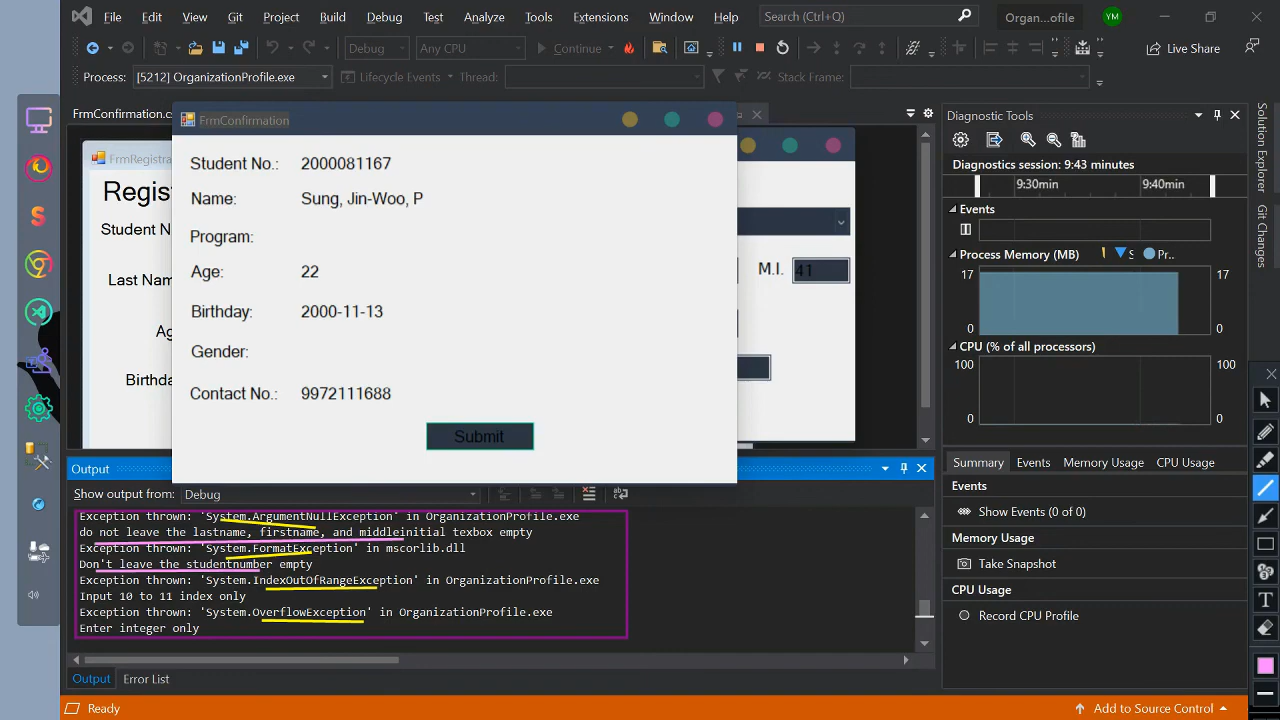 File Edit View Git Project Build Debug Test Analyze Tools Extensions Window Help Search (Ctrl+Q) Organ...ofile YM
Debug Any CPU Continue Live Share
Process: [5212] OrganizationProfile.exe Lifecycle Events Thread: Stack Frame:
FrmConfirmation.c
FrmConfirmation
Student No.: 2000081167
Name: Sung, Jin-Woo, P
Program:
Age: 22
Birthday: 2000-11-13
Gender:
Contact No.: 9972111688
Submit
FrmRegistra
Regist
Student N
Last Nam
Ag
Birthda
M.I. 41
Output
Show output from: Debug
Exception thrown: 'System.ArgumentNullException' in OrganizationProfile.exe
do not leave the lastname, firstname, and middleinitial texbox empty
Exception thrown: 'System.FormatException' in mscorlib.dll
Don't leave the studentnumber empty
Exception thrown: 'System.IndexOutOfRangeException' in OrganizationProfile.exe
Input 10 to 11 index only
Exception thrown: 'System.OverflowException' in OrganizationProfile.exe
Enter integer only
Output Error List
Diagnostic Tools
Diagnostics session: 9:43 minutes
9:30min 9:40min
Events
Process Memory (MB) S Pr...
17 17
0 0
CPU (% of all processors)
100 100
0 0
Summary Events Memory Usage CPU Usage
Events
Show Events (0 of 0)
Memory Usage
Take Snapshot
CPU Usage
Record CPU Profile
Solution Explorer
Git Changes
Ready Add to Source Control